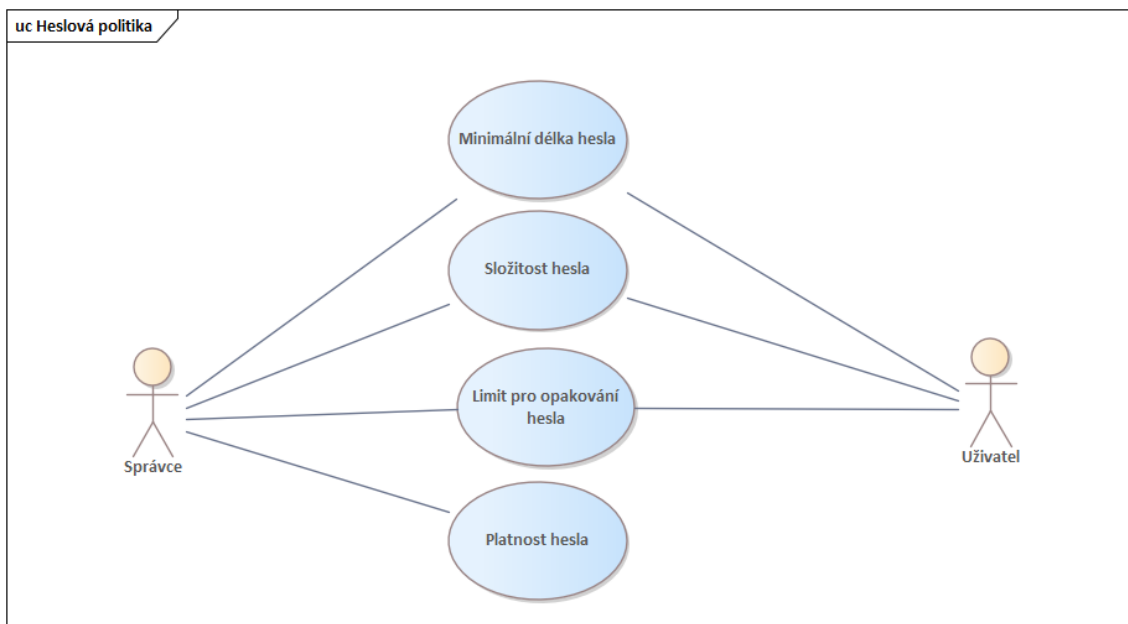 uc Heslová politika
Minimální délka hesla
Složitost hesla
Limit pro opakování
hesla
Správce
Uživatel
Platnost hesla